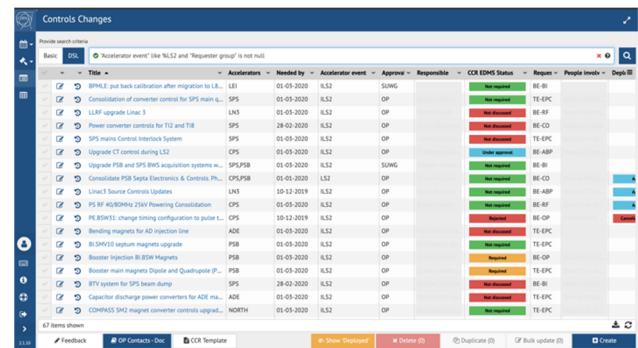 Controls Changes
Provide search criteria
Basic DSL "Accelerator event" like %LS2 and "Requester group" is not null
Title Accelerators Needed by Accelerator event Approval Responsible CCR EDMS Status Reques People involv Deplo
BPMLE: put back calibration after migration to L8... LEI 01-03-2020 ILS2 SUWG Not required BE-BI
Consolidation of converter control for SPS main q... SPS 01-03-2020 ILS2 OP Not required TE-EPC
LLRF upgrade Linac 3 LN3 01-03-2020 ILS2 OP Not discussed BE-RF
Power converter controls for TI2 and TI8 SPS 28-02-2020 ILS2 OP Not discussed BE-CO
SPS mains Control Interlock System SPS 01-03-2020 ILS2 OP Not discussed TE-EPC
Upgrade CT control during LS2 CPS 01-03-2020 ILS2 OP Under approval BE-ABP
Upgrade PSB and SPS BWS acquisition systems w... SPS,PSB 01-03-2020 ILS2 SUWG Not required BE-BI
Consolidate PSB Septa Electronics & Controls. Ph... CPS,PSB 01-01-2020 LS2 OP Not required BE-CO A
Linac3 Source Controls Updates LN3 10-12-2019 ILS2 OP Not required BE-ABP A
PS RF 40/80MHz 25kV Powering Consolidation CPS 01-03-2020 ILS2 OP Not required BE-RF A
PE.BSW31: change timing configuration to pulse t... CPS 10-12-2019 ILS2 OP Rejected BE-OP Cancel
Bending magnets for AD injection line ADE 01-03-2020 ILS2 OP Not discussed TE-EPC
BI.SMV10 septum magnets upgrade PSB 01-03-2020 ILS2 OP Not required TE-EPC
Booster Injection BI.BSW Magnets PSB 01-03-2020 ILS2 OP Required BE-OP
Booster main magnets Dipole and Quadrupole (P... PSB 01-03-2020 ILS2 OP Required TE-EPC
BTV system for SPS beam dump SPS 28-02-2020 ILS2 OP Not discussed BE-BI
Capacitor discharge power converters for ADE ma... ADE 01-03-2020 ILS2 OP Not discussed TE-EPC
COMPASS SM2 magnet converter controls upgrad... NORTH 01-03-2020 ILS2 OP Not required TE-EPC
67 items shown
Feedback OP Contacts - Doc CCR Template Show 'Deployed' Delete (0) Duplicate (0) Bulk update (0) Create